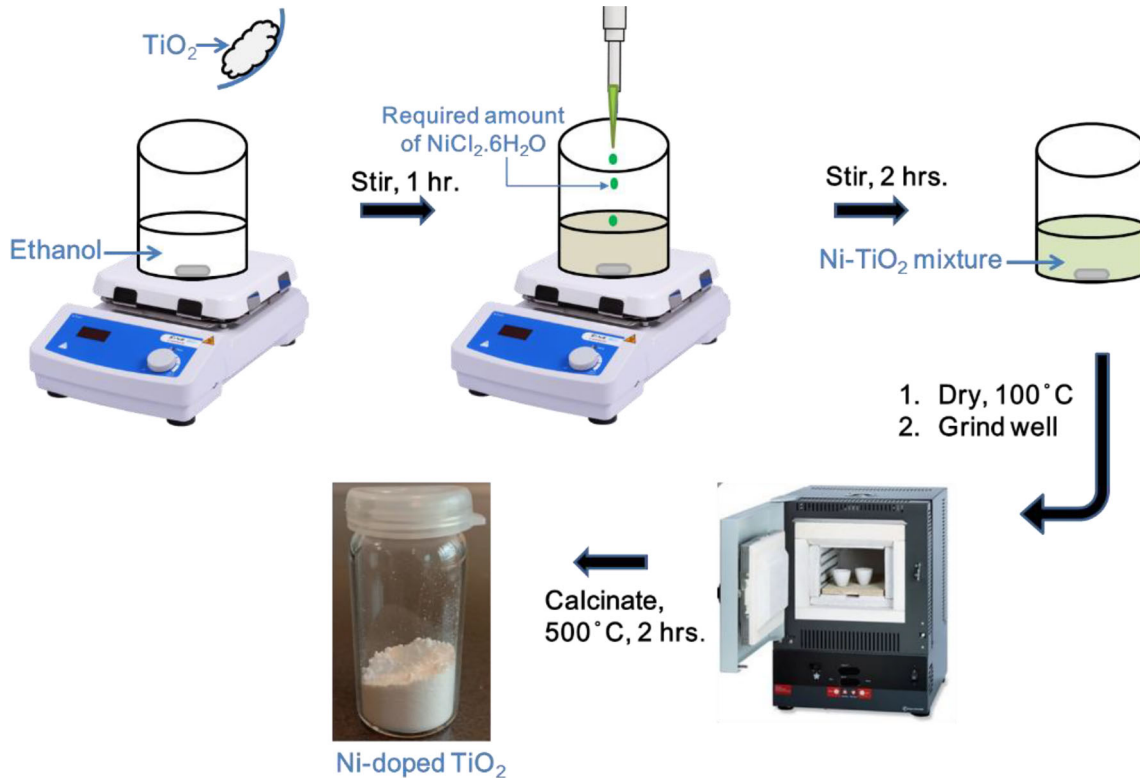 TiO₂
Ethanol
Stir, 1 hr.
Required amount
of NiCl₂.6H₂O
Stir, 2 hrs.
Ni-TiO₂ mixture
1. Dry, 100˚C
2. Grind well
Calcinate,
500˚C, 2 hrs.
Ni-doped TiO₂